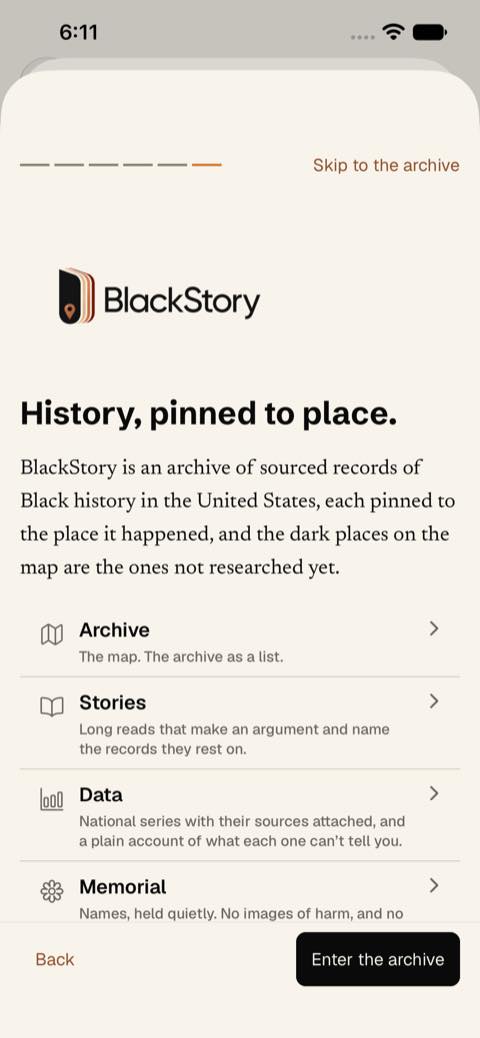 6:11
Skip to the archive
BlackStory
History, pinned to place.
BlackStory is an archive of sourced records of
Black history in the United States, each pinned to
the place it happened, and the dark places on the
map are the ones not researched yet.
Archive
The map. The archive as a list.
Stories
Long reads that make an argument and name
the records they rest on.
Data
National series with their sources attached, and
a plain account of what each one can’t tell you.
Memorial
Names, held quietly. No images of harm, and no
Back
Enter the archive